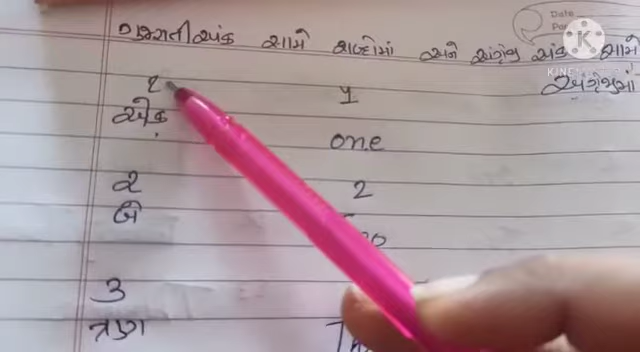 ગુજરાતી અંક સામે શબ્દોમાં અને અંગ્રેજી અંક સામે
અંગ્રેજીમાં
૧ 1
એક
one
૨ 2
બે
૩
ત્રણ